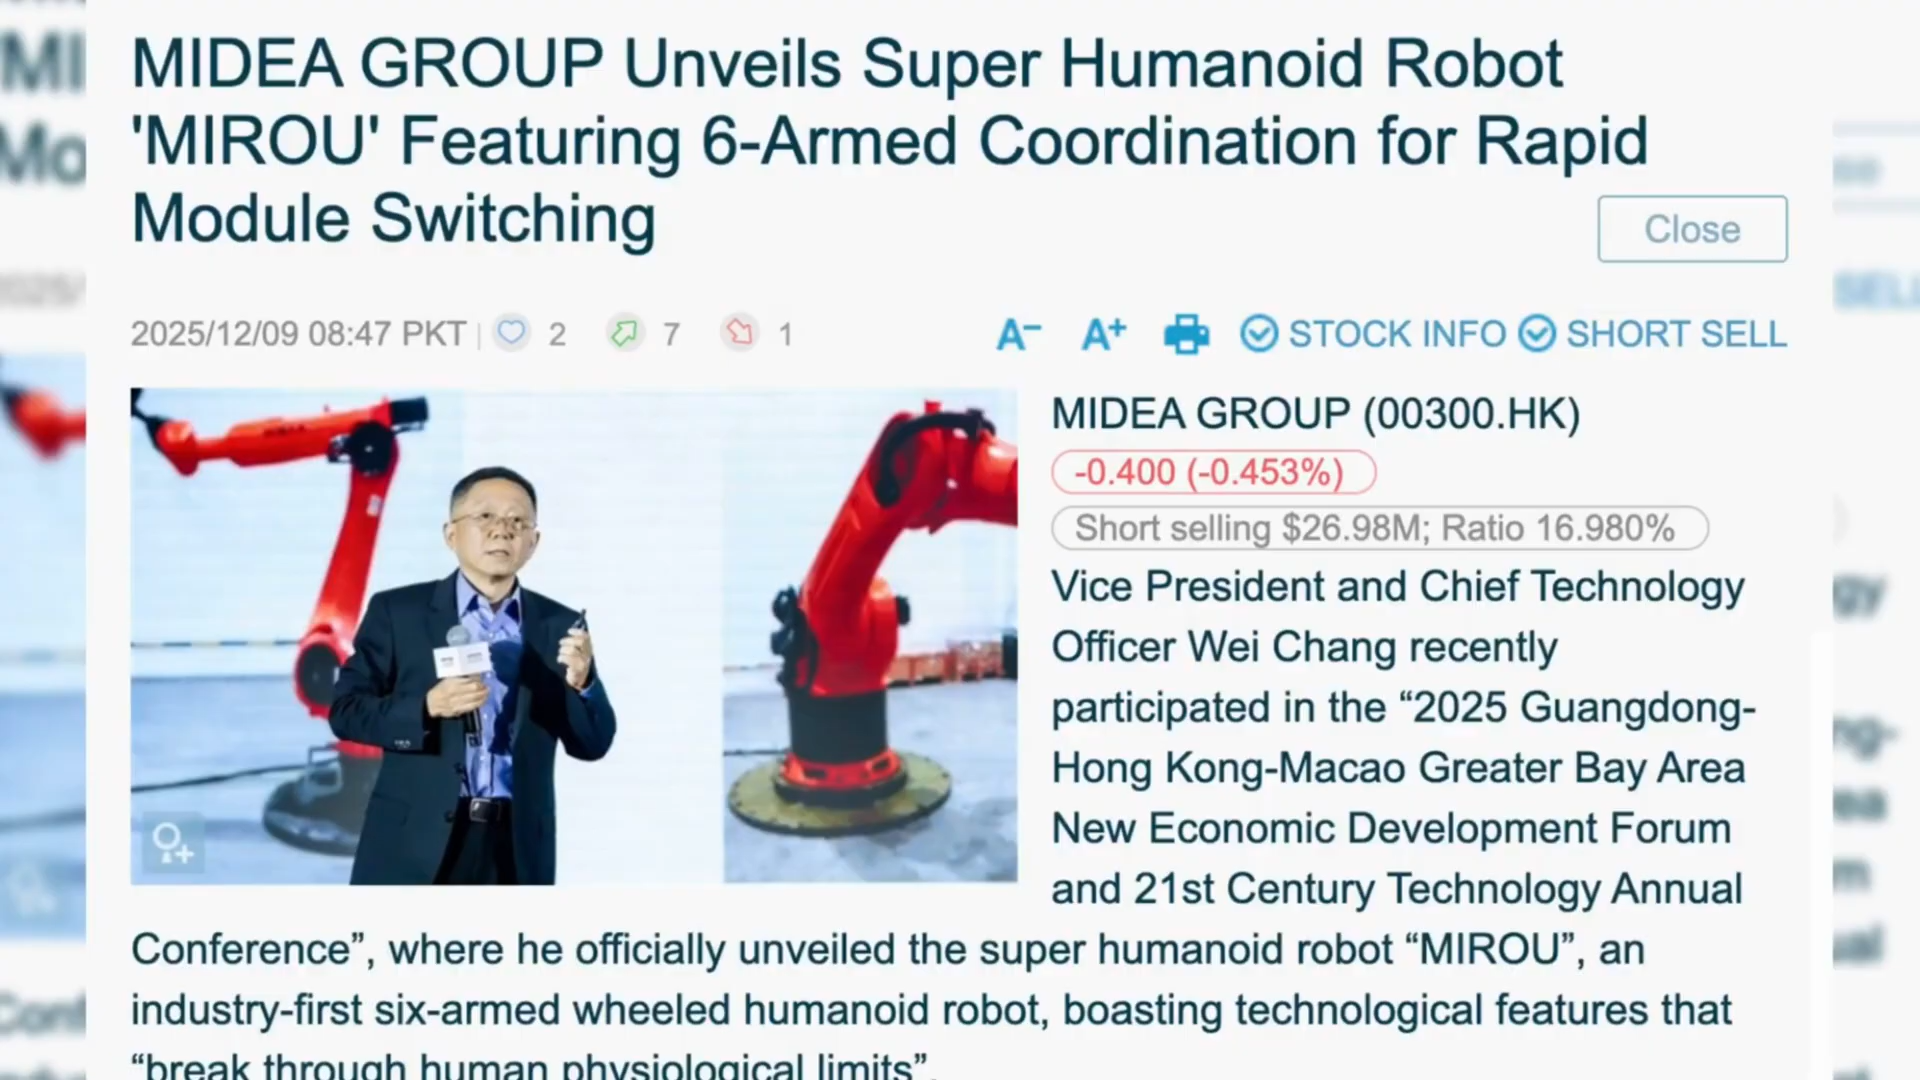 MIDEA GROUP Unveils Super Humanoid Robot
'MIROU' Featuring 6-Armed Coordination for Rapid
Module Switching
Close
2025/12/09 08:47 PKT | 2 7 1
A− A+ STOCK INFO SHORT SELL
MIDEA GROUP (00300.HK)
-0.400 (-0.453%)
Short selling $26.98M; Ratio 16.980%
Vice President and Chief Technology
Officer Wei Chang recently
participated in the “2025 Guangdong-
Hong Kong-Macao Greater Bay Area
New Economic Development Forum
and 21st Century Technology Annual
Conference”, where he officially unveiled the super humanoid robot “MIROU”, an
industry-first six-armed wheeled humanoid robot, boasting technological features that
“break through human physiological limits”.